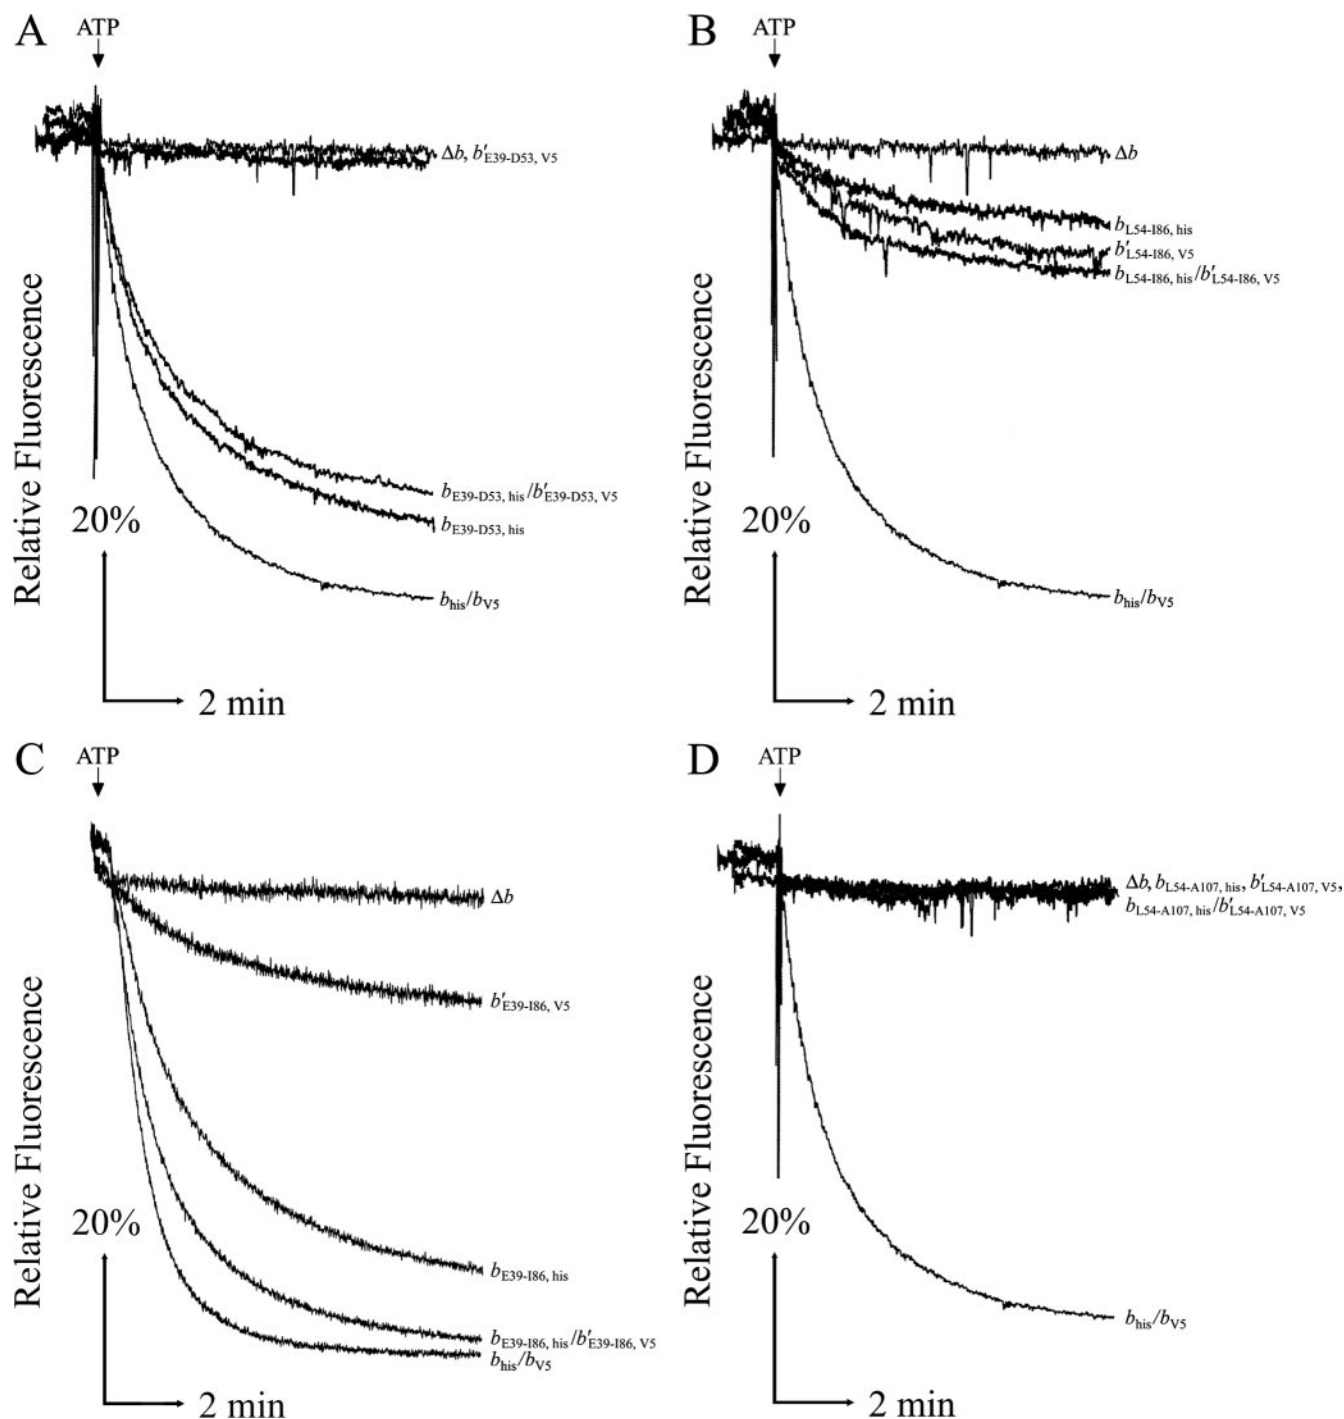 A
ATP
Δb, b′E39-D53, V5
bE39-D53, his/b′E39-D53, V5
bE39-D53, his
bhis/bV5
Relative Fluorescence
20%
2 min
B
ATP
Δb
bL54-I86, his
b′L54-I86, V5
bL54-I86, his/b′L54-I86, V5
bhis/bV5
Relative Fluorescence
20%
2 min
C
ATP
Δb
b′E39-I86, V5
bE39-I86, his
bE39-I86, his/b′E39-I86, V5
bhis/bV5
Relative Fluorescence
20%
2 min
D
ATP
Δb, bL54-A107, his, b′L54-A107, V5,
bL54-A107, his/b′L54-A107, V5
bhis/bV5
Relative Fluorescence
20%
2 min